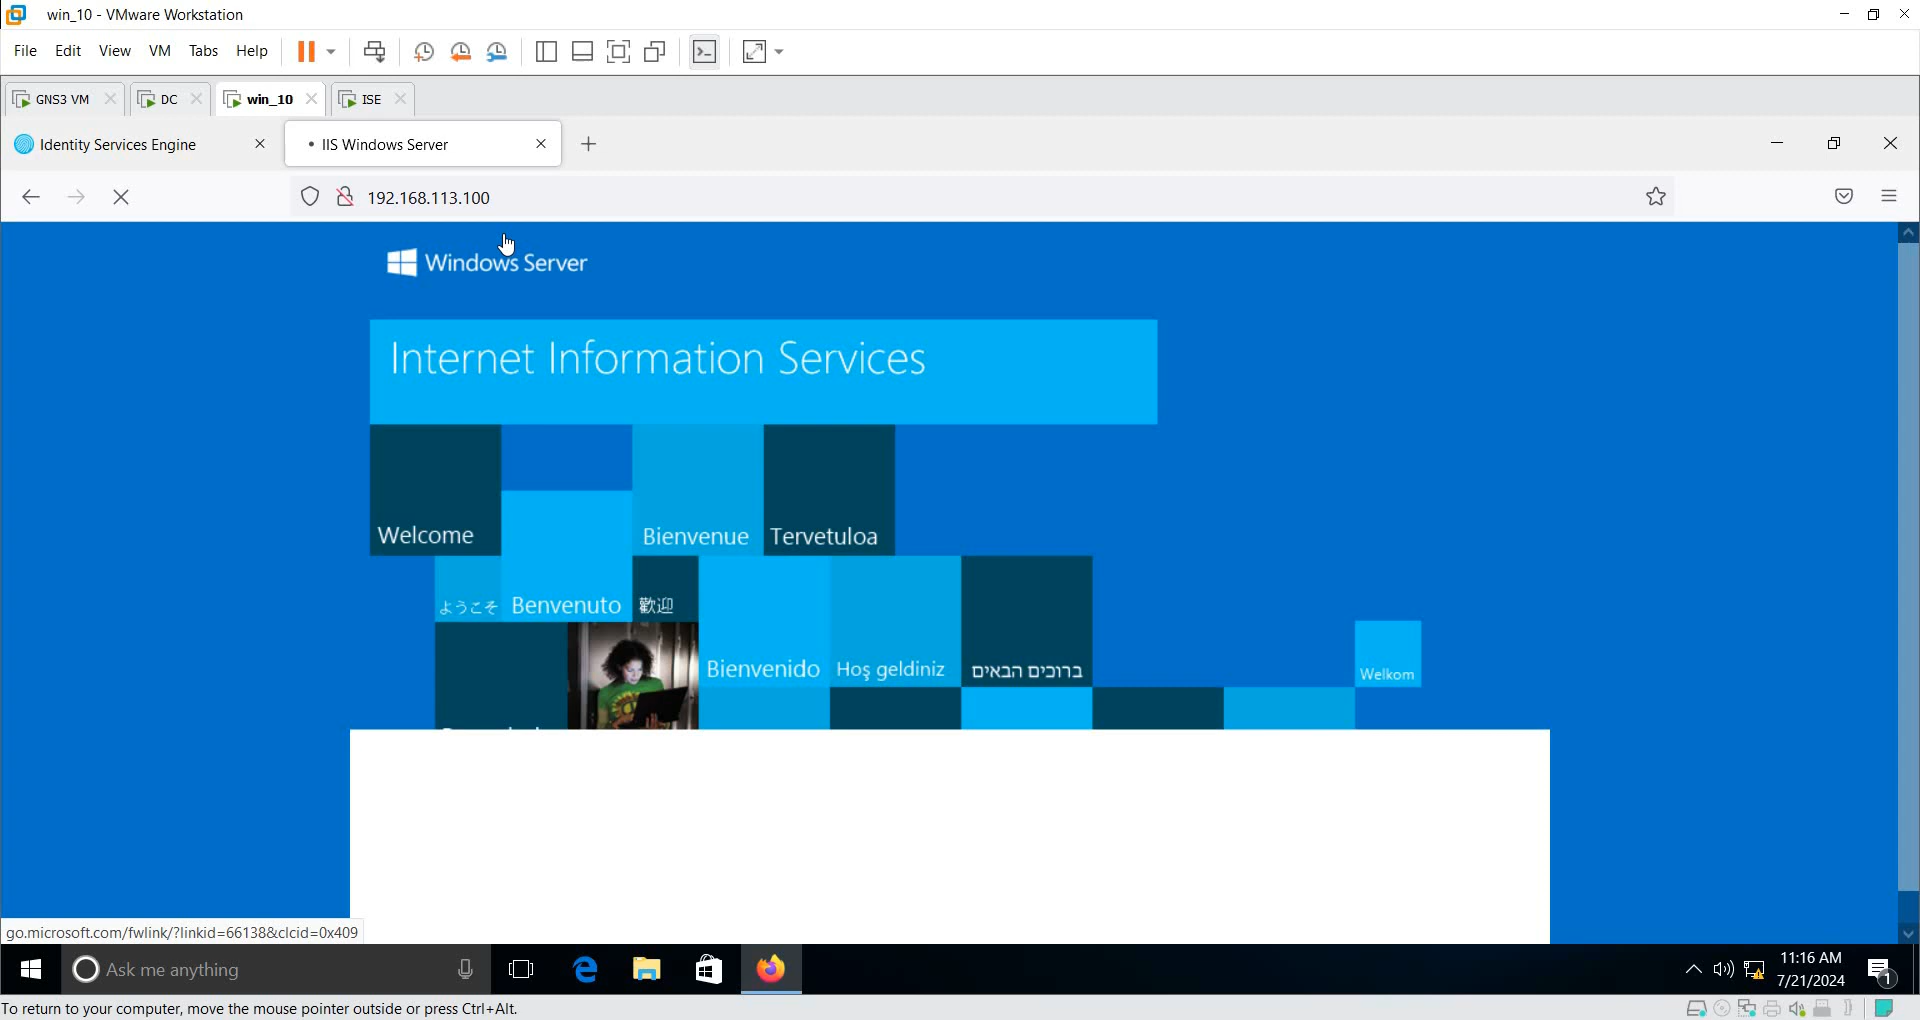 win_10 - VMware Workstation
File Edit View VM Tabs Help
GNS3 VM DC win_10 ISE
Identity Services Engine IIS Windows Server
192.168.113.100
Windows Server
Internet Information Services
Welcome Bienvenue Tervetuloa
ようこそ Benvenuto 歡迎
Bienvenido Hoş geldiniz ברוכים הבאים Welkom
go.microsoft.com/fwlink/?linkid=66138&clcid=0x409
Ask me anything
11:16 AM
7/21/2024
1
To return to your computer, move the mouse pointer outside or press Ctrl+Alt.